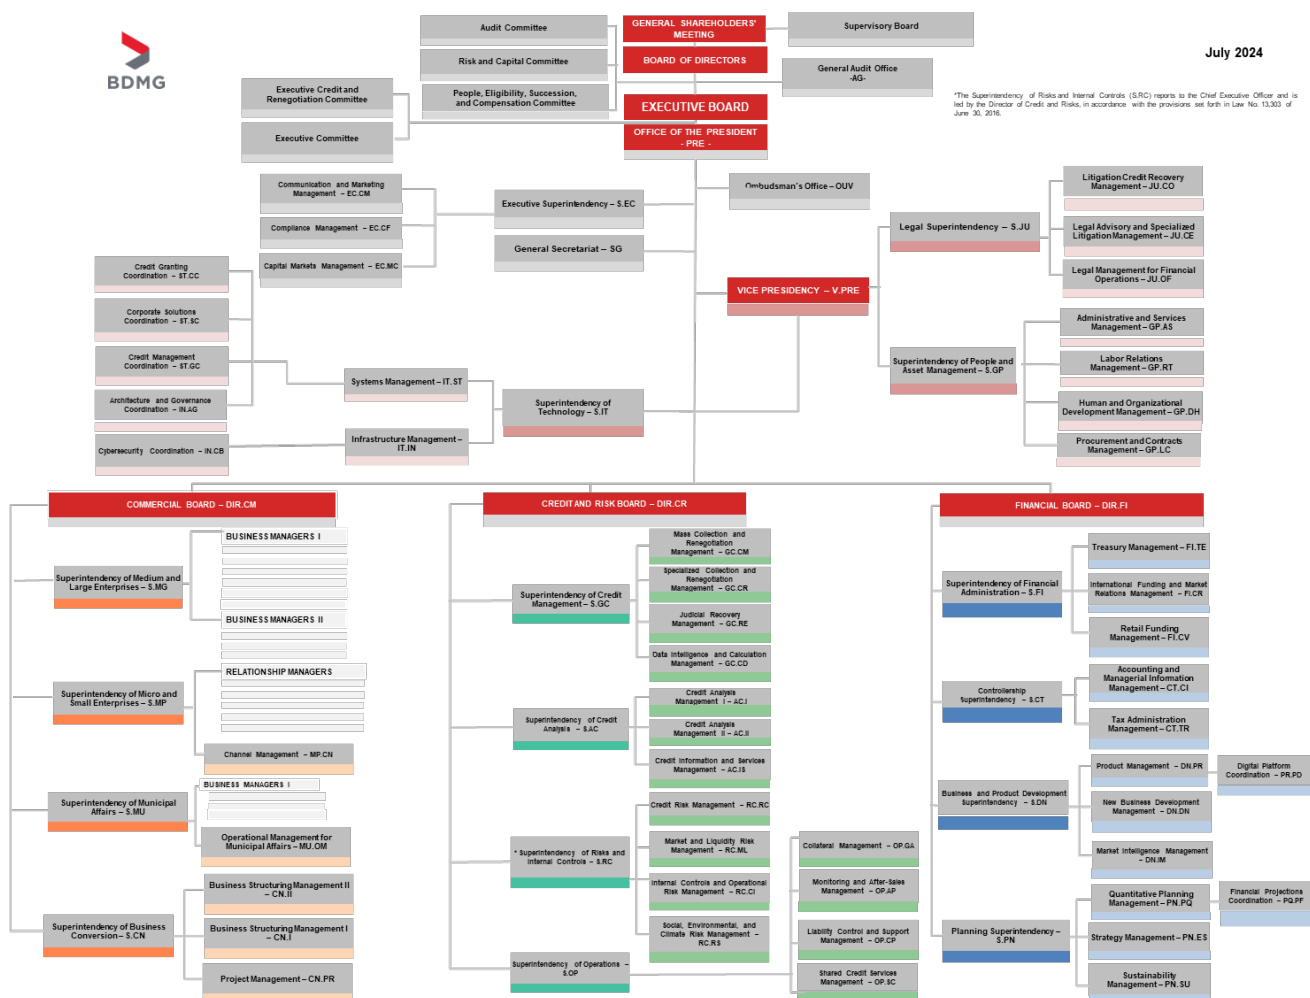 BDMG
July 2024
*The Superintendency of Risks and Internal Controls (S.RC) reports to the Chief Executive Officer and is
led by the Director of Credit and Risks, in accordance with the provisions set forth in Law No. 13,303 of
June 30, 2016.
GENERAL SHAREHOLDERS'
MEETING
Supervisory Board
Audit Committee
BOARD OF DIRECTORS
Risk and Capital Committee
General Audit Office
-AG-
People, Eligibility, Succession,
and Compensation Committee
Executive Credit and
Renegotiation Committee
EXECUTIVE BOARD
Executive Committee
OFFICE OF THE PRESIDENT
- PRE -
Ombudsman's Office – OUV
Communication and Marketing
Management – EC.CM
Executive Superintendency – S.EC
Compliance Management – EC.CF
General Secretariat – SG
Capital Markets Management – EC.MC
VICE PRESIDENCY – V.PRE
Legal Superintendency – S.JU
Litigation Credit Recovery
Management – JU.CO
Legal Advisory and Specialized
Litigation Management – JU.CE
Legal Management for Financial
Operations – JU.OF
Superintendency of People and
Asset Management – S.GP
Administrative and Services
Management – GP.AS
Labor Relations
Management – GP.RT
Human and Organizational
Development Management – GP.DH
Procurement and Contracts
Management – GP.LC
Credit Granting
Coordination – ST.CC
Corporate Solutions
Coordination – ST.SC
Credit Management
Coordination – ST.GC
Architecture and Governance
Coordination – IN.AG
Cybersecurity Coordination – IN.CB
Systems Management – IT.ST
Infrastructure Management –
IT.IN
Superintendency of
Technology – S.IT
COMMERCIAL BOARD – DIR.CM
Superintendency of Medium and
Large Enterprises – S.MG
BUSINESS MANAGERS I
BUSINESS MANAGERS II
Superintendency of Micro and
Small Enterprises – S.MP
RELATIONSHIP MANAGERS
Channel Management – MP.CN
Superintendency of Municipal
Affairs – S.MU
BUSINESS MANAGERS I
Operational Management for
Municipal Affairs – MU.OM
Superintendency of Business
Conversion – S.CN
Business Structuring Management II
– CN.II
Business Structuring Management I
– CN.I
Project Management – CN.PR
CREDIT AND RISK BOARD – DIR.CR
Superintendency of Credit
Management – S.GC
Mass Collection and
Renegotiation
Management – GC.CM
Specialized Collection and
Renegotiation
Management – GC.CR
Judicial Recovery
Management – GC.RE
Data Intelligence and Calculation
Management – GC.CD
Superintendency of Credit
Analysis – S.AC
Credit Analysis
Management I – AC.I
Credit Analysis
Management II – AC.II
Credit Information and Services
Management – AC.IS
* Superintendency of Risks and
Internal Controls – S.RC
Credit Risk Management – RC.RC
Market and Liquidity Risk
Management – RC.ML
Internal Controls and Operational
Risk Management – RC.CI
Social, Environmental, and
Climate Risk Management –
RC.RS
Superintendency of Operations –
S.OP
Collateral Management – OP.GA
Monitoring and After-Sales
Management – OP.AP
Liability Control and Support
Management – OP.CP
Shared Credit Services
Management – OP.SC
FINANCIAL BOARD – DIR.FI
Superintendency of Financial
Administration – S.FI
Treasury Management – FI.TE
International Funding and Market
Relations Management – FI.CR
Retail Funding
Management – FI.CV
Controllership
Superintendency – S.CT
Accounting and
Managerial Information
Management – CT.CI
Tax Administration
Management – CT.TR
Business and Product Development
Superintendency – S.DN
Product Management – DN.PR
Digital Platform
Coordination – PR.PD
New Business Development
Management – DN.DN
Market Intelligence Management –
DN.IM
Planning Superintendency –
S.PN
Quantitative Planning
Management – PN.PQ
Financial Projections
Coordination – PQ.PF
Strategy Management – PN.ES
Sustainability
Management – PN.SU